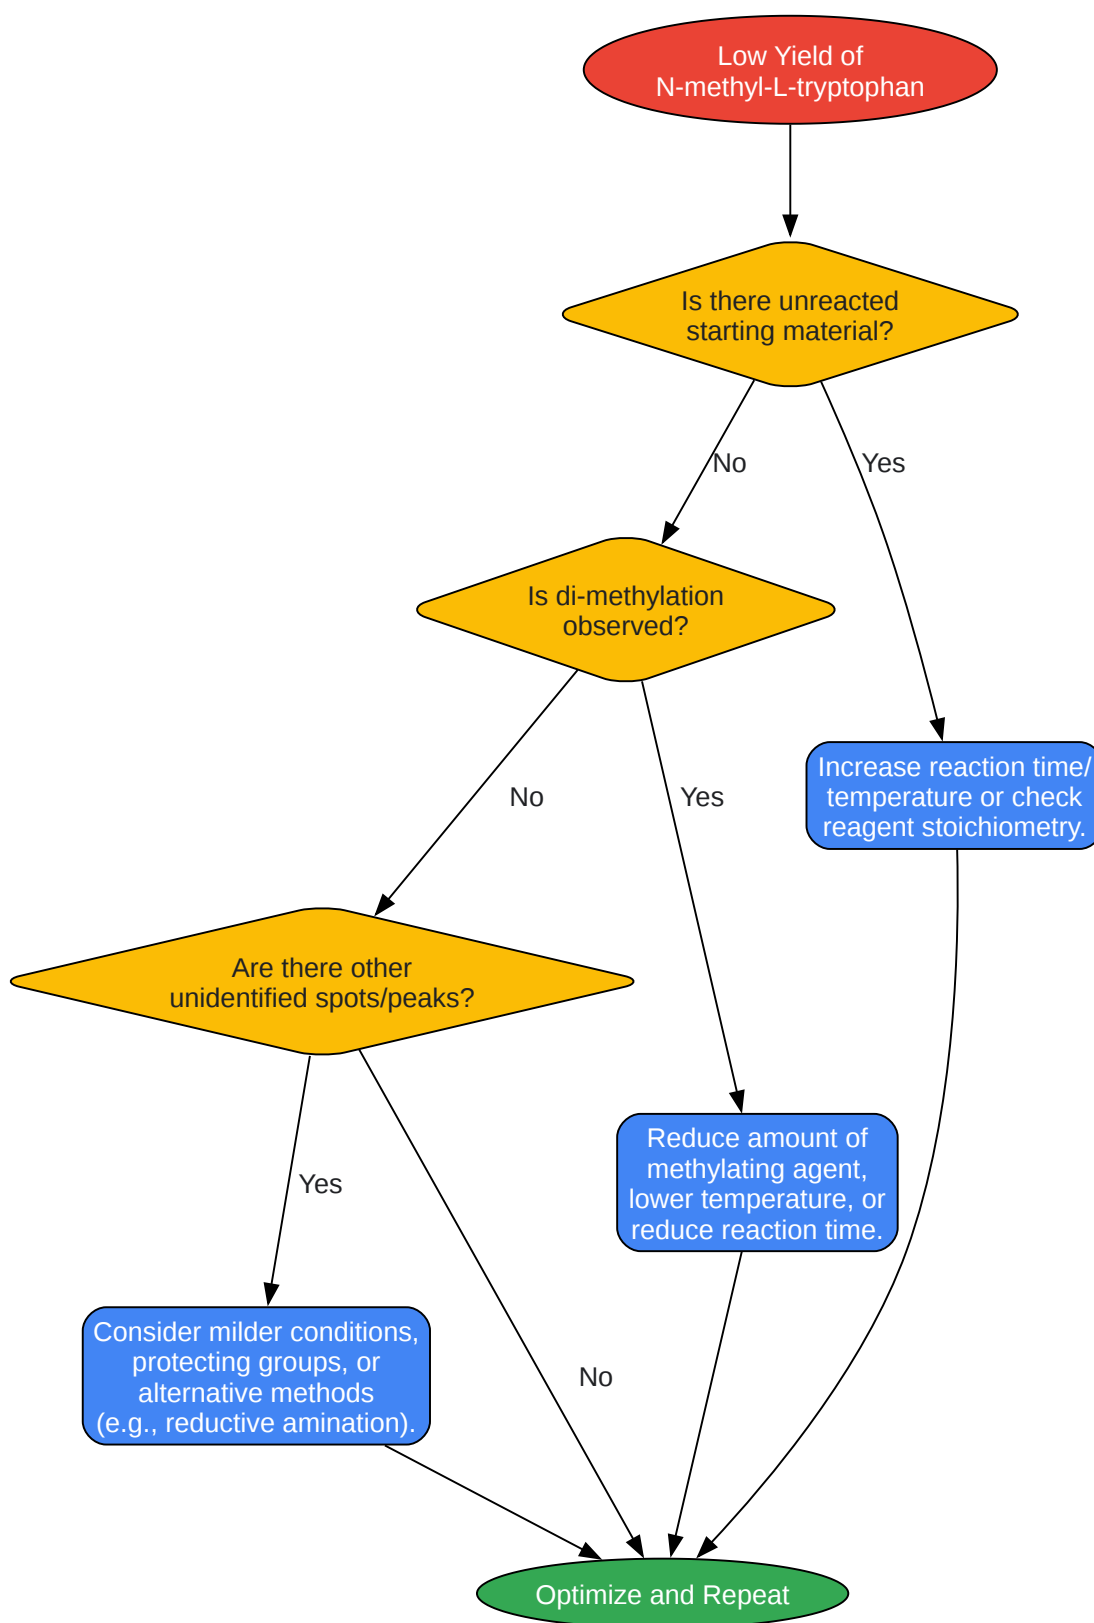 Low Yield of
N-methyl-L-tryptophan
Is there unreacted
starting material?
No
Yes
Is di-methylation
observed?
Increase reaction time/
temperature or check
reagent stoichiometry.
No
Yes
Are there other
unidentified spots/peaks?
Reduce amount of
methylating agent,
lower temperature, or
reduce reaction time.
Yes
Consider milder conditions,
protecting groups, or
alternative methods
(e.g., reductive amination).
No
Optimize and Repeat